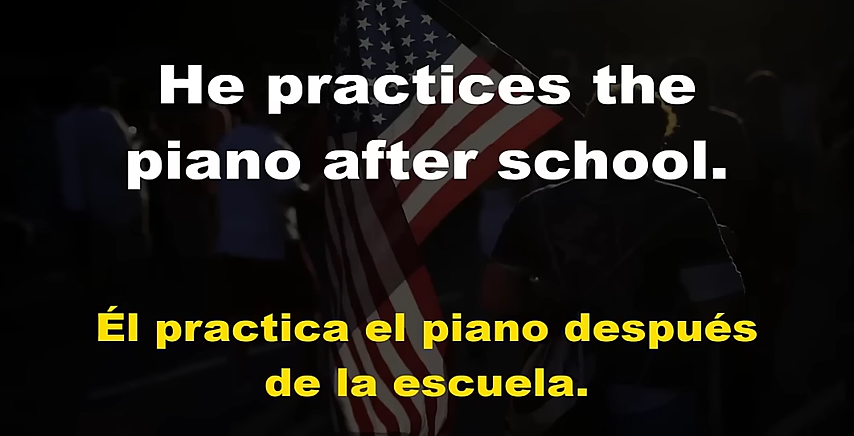 He practices the
piano after school.
Él practica el piano después
de la escuela.